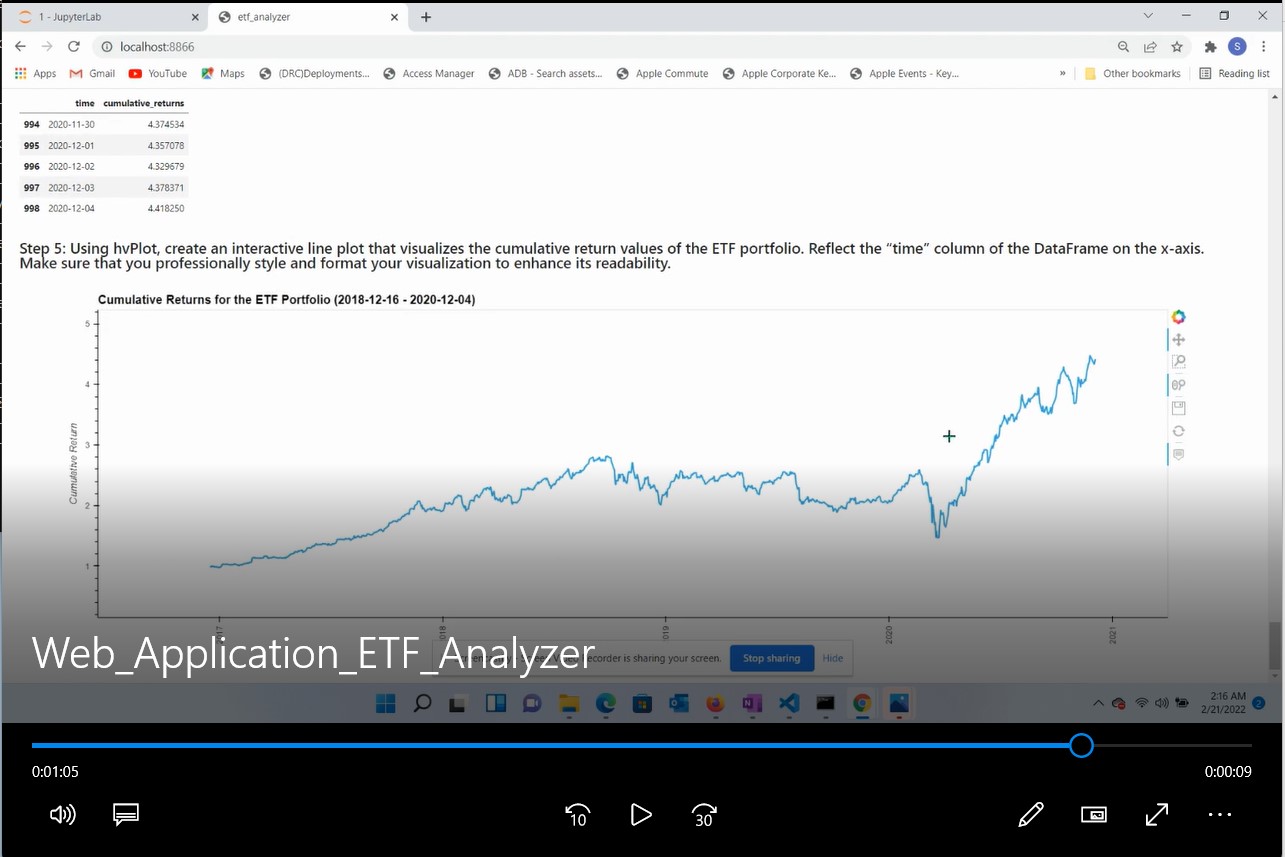 1 - JupyterLab
etf_analyzer
localhost:8866
S
Apps
Gmail
YouTube
Maps
(DRC)Deployments...
Access Manager
ADB - Search assets...
Apple Commute
Apple Corporate Ke...
Apple Events - Key...
»
Other bookmarks
Reading list
time cumulative_returns
994 2020-11-30 4.374534
995 2020-12-01 4.357078
996 2020-12-02 4.329679
997 2020-12-03 4.378371
998 2020-12-04 4.418250
Step 5: Using hvPlot, create an interactive line plot that visualizes the cumulative return values of the ETF portfolio. Reflect the “time” column of the DataFrame on the x-axis.
Make sure that you professionally style and format your visualization to enhance its readability.
Cumulative Returns for the ETF Portfolio (2018-12-16 - 2020-12-04)
5
4
3
2
1
Cumulative Return
2020
2021
Web_Application_ETF_Analyzer
recorder is sharing your screen.
Stop sharing
Hide
2:16 AM
2/21/2022
2
0:01:05
0:00:09
10
30